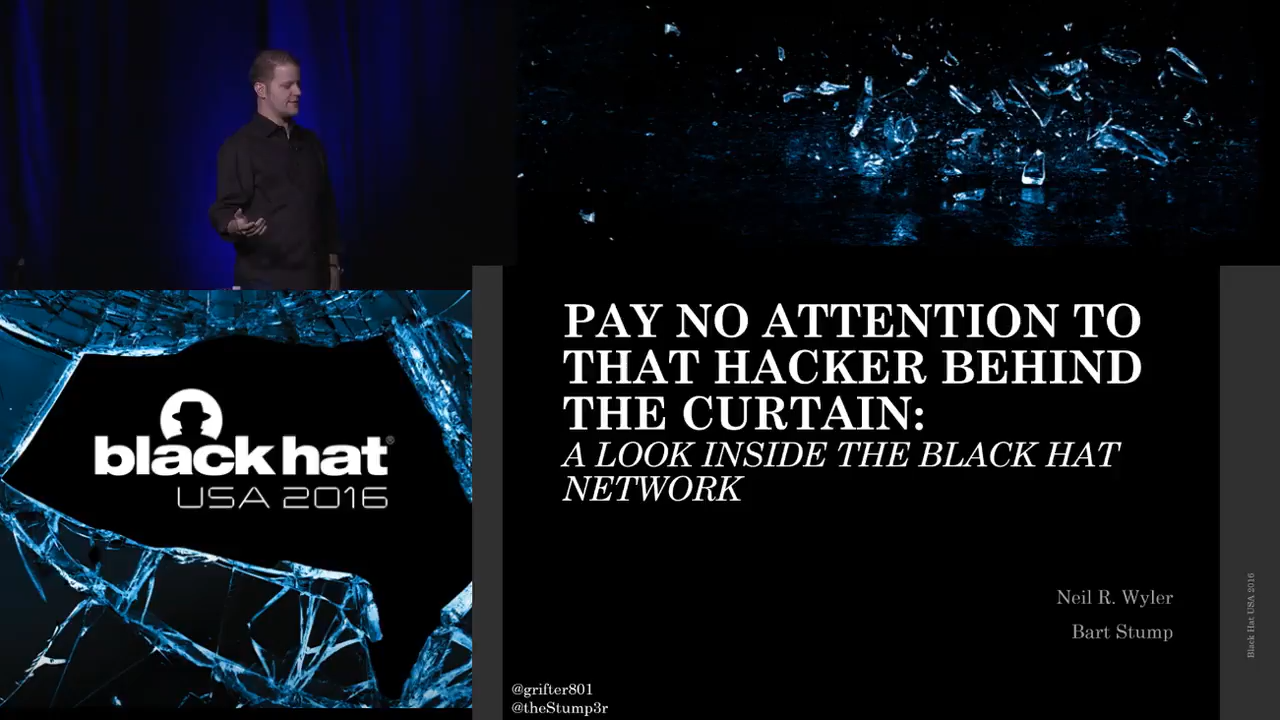 black hat®
USA 2016
PAY NO ATTENTION TO
THAT HACKER BEHIND
THE CURTAIN:
A LOOK INSIDE THE BLACK HAT
NETWORK
Neil R. Wyler
Bart Stump
@grifter801
@theStump3r
Black Hat USA 2016